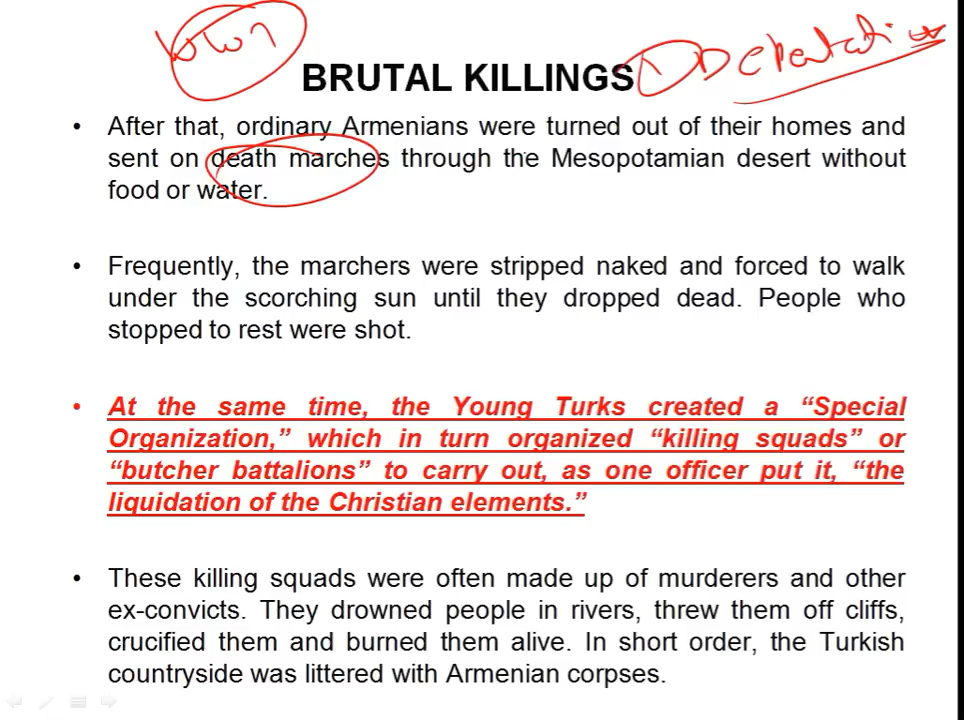 BRUTAL KILLINGS
• After that, ordinary Armenians were turned out of their homes and
sent on death marches through the Mesopotamian desert without
food or water.
• Frequently, the marchers were stripped naked and forced to walk
under the scorching sun until they dropped dead. People who
stopped to rest were shot.
• At the same time, the Young Turks created a “Special
Organization,” which in turn organized “killing squads” or
“butcher battalions” to carry out, as one officer put it, “the
liquidation of the Christian elements.”
• These killing squads were often made up of murderers and other
ex-convicts. They drowned people in rivers, threw them off cliffs,
crucified them and burned them alive. In short order, the Turkish
countryside was littered with Armenian corpses.